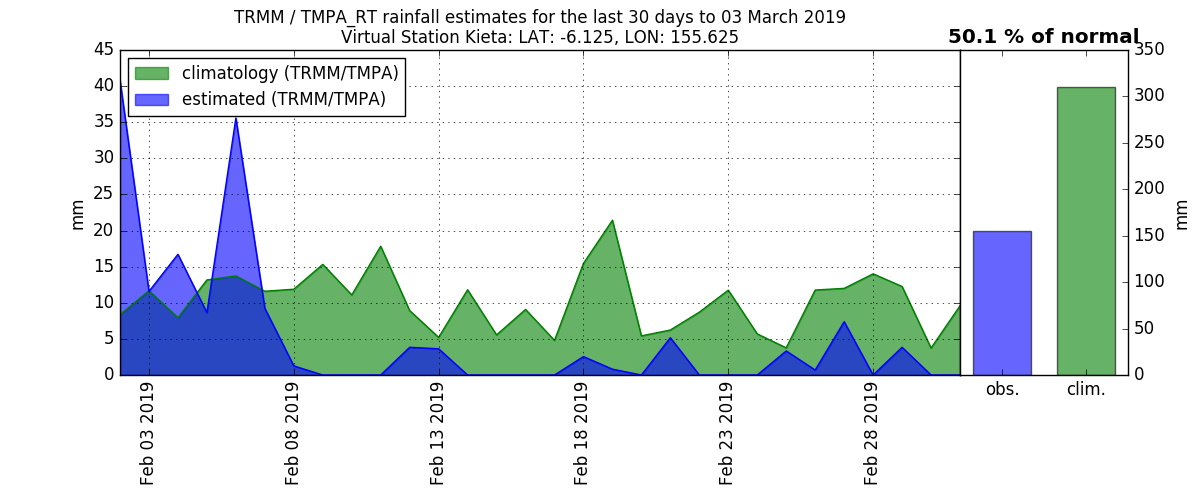 TRMM / TMPA_RT rainfall estimates for the last 30 days to 03 March 2019
Virtual Station Kieta: LAT: -6.125, LON: 155.625
50.1 % of normal
climatology (TRMM/TMPA)
estimated (TRMM/TMPA)
45
40
35
30
25
20
15
10
5
0
mm
Feb 03 2019
Feb 08 2019
Feb 13 2019
Feb 18 2019
Feb 23 2019
Feb 28 2019
350
300
250
200
150
100
50
0
mm
obs.
clim.